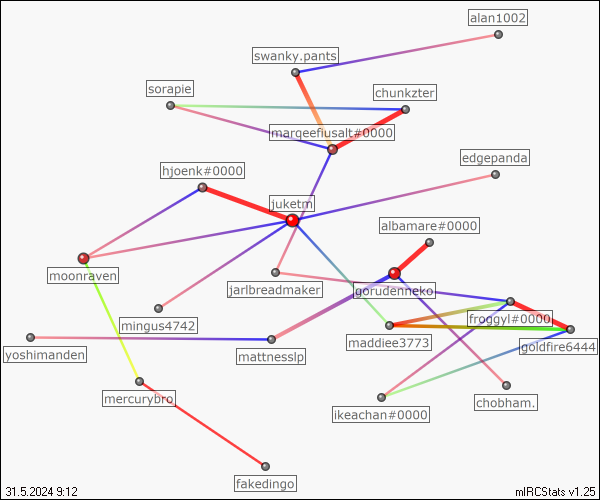 alan1002
swanky.pants
sorapie
chunkzter
marqeefiusalt#0000
edgepanda
hjoenk#0000
juketm
albamare#0000
moonraven
jarlbreadmaker
gorudenneko
froggyl#0000
mingus4742
maddiee3773
goldfire6444
yoshimanden
mattnesslp
mercurybro
ikeachan#0000
chobham.
fakedingo
31.5.2024 9:12
mIRCStats v1.25